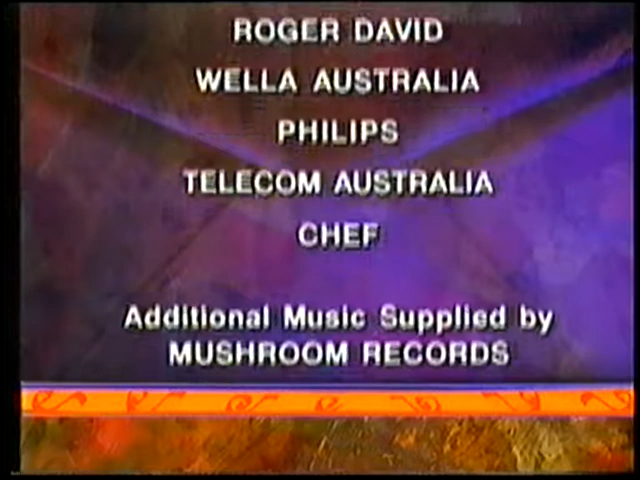 ROGER DAVID
WELLA AUSTRALIA
PHILIPS
TELECOM AUSTRALIA
CHEF
Additional Music Supplied by
MUSHROOM RECORDS